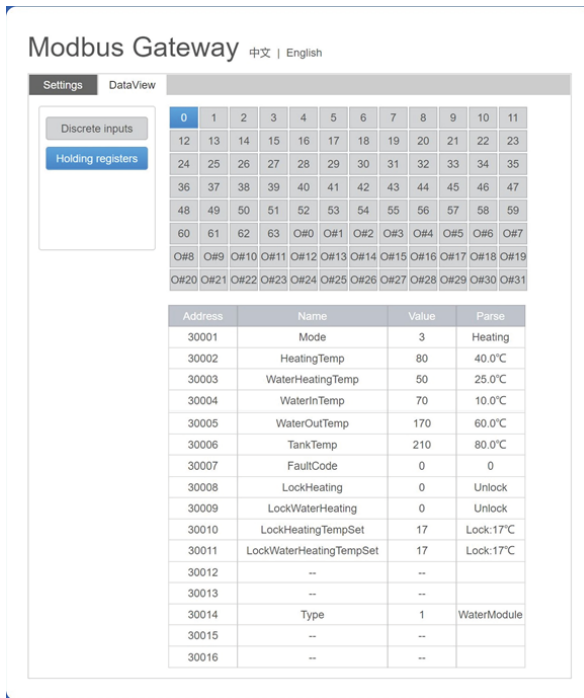 Modbus Gateway 中文 | English
Settings DataView
Discrete inputs
Holding registers
0 1 2 3 4 5 6 7 8 9 10 11
12 13 14 15 16 17 18 19 20 21 22 23
24 25 26 27 28 29 30 31 32 33 34 35
36 37 38 39 40 41 42 43 44 45 46 47
48 49 50 51 52 53 54 55 56 57 58 59
60 61 62 63 O#0 O#1 O#2 O#3 O#4 O#5 O#6 O#7
O#8 O#9 O#10 O#11 O#12 O#13 O#14 O#15 O#16 O#17 O#18 O#19
O#20 O#21 O#22 O#23 O#24 O#25 O#26 O#27 O#28 O#29 O#30 O#31
Address Name Value Parse
30001 Mode 3 Heating
30002 HeatingTemp 80 40.0℃
30003 WaterHeatingTemp 50 25.0℃
30004 WaterInTemp 70 10.0℃
30005 WaterOutTemp 170 60.0℃
30006 TankTemp 210 80.0℃
30007 FaultCode 0 0
30008 LockHeating 0 Unlock
30009 LockWaterHeating 0 Unlock
30010 LockHeatingTempSet 17 Lock:17℃
30011 LockWaterHeatingTempSet 17 Lock:17℃
30012 -- --
30013 -- --
30014 Type 1 WaterModule
30015 -- --
30016 -- --